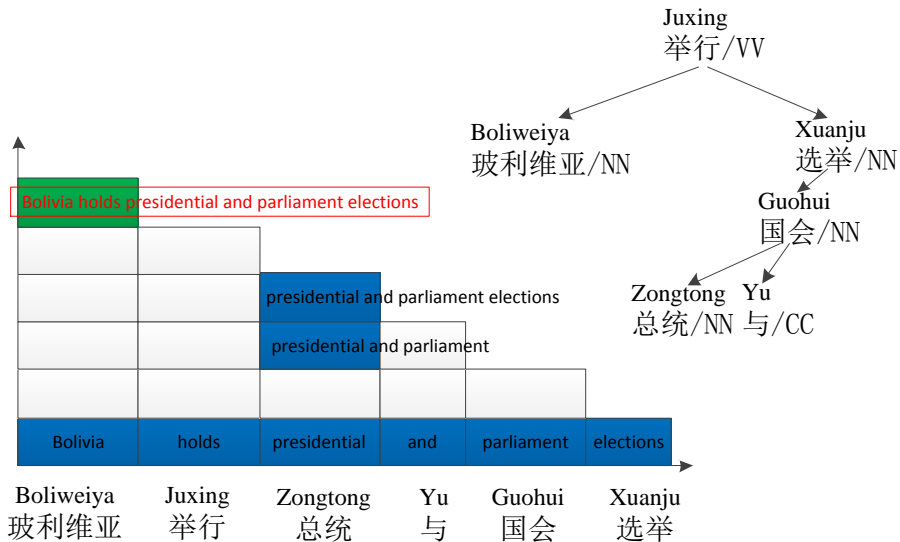 Juxing
举行/VV
Boliweiya
玻利维亚/NN
Xuanju
选举/NN
Guohui
国会/NN
Zongtong
总统/NN
Yu
与/CC
Bolivia holds presidential and parliament elections
presidential and parliament elections
presidential and parliament
Bolivia holds presidential and parliament elections
Boliweiya Juxing Zongtong Yu Guohui Xuanju
玻利维亚 举行 总统 与 国会 选举